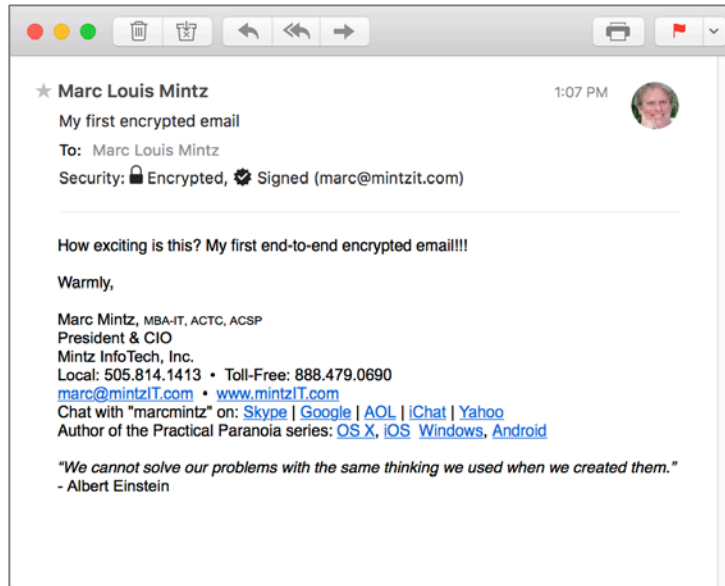 Marc Louis Mintz 1:07 PM
My first encrypted email
To: Marc Louis Mintz
Security: Encrypted, Signed (marc@mintzit.com)
How exciting is this? My first end-to-end encrypted email!!!
Warmly,
Marc Mintz, MBA-IT, ACTC, ACSP
President & CIO
Mintz InfoTech, Inc.
Local: 505.814.1413 • Toll-Free: 888.479.0690
marc@mintzIT.com • www.mintzIT.com
Chat with "marcmintz" on: Skype | Google | AOL | iChat | Yahoo
Author of the Practical Paranoia series: OS X, iOS Windows, Android
“We cannot solve our problems with the same thinking we used when we created them.”
- Albert Einstein